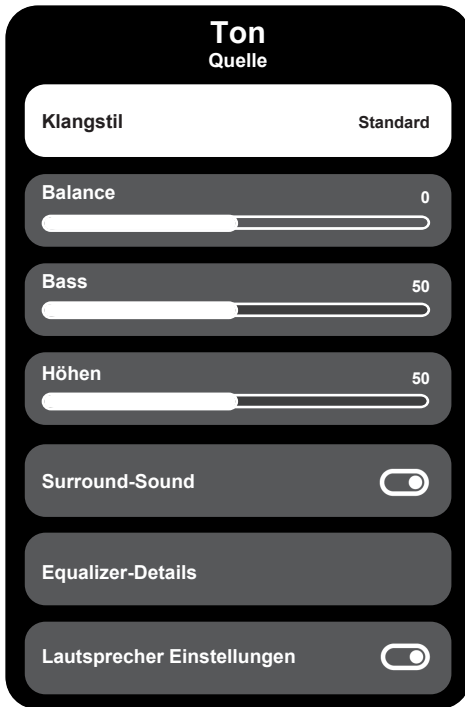 Ton
Quelle
Klangstil Standard
Balance 0
Bass 50
Höhen 50
Surround-Sound
Equalizer-Details
Lautsprecher Einstellungen